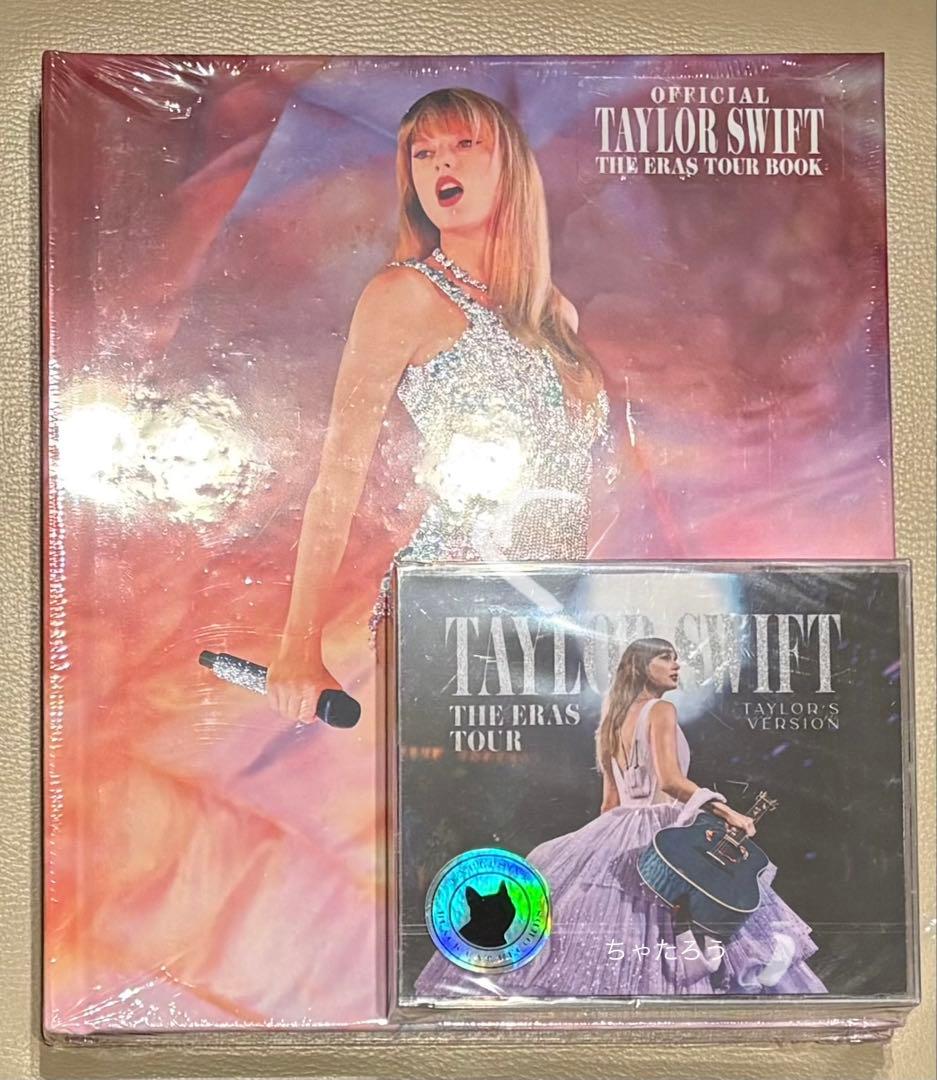 OFFICIAL
TAYLOR SWIFT
THE ERAS TOUR BOOK
TAYLOR SWIFT
THE ERAS
TOUR
TAYLOR'S
VERSION
ちゃたろう